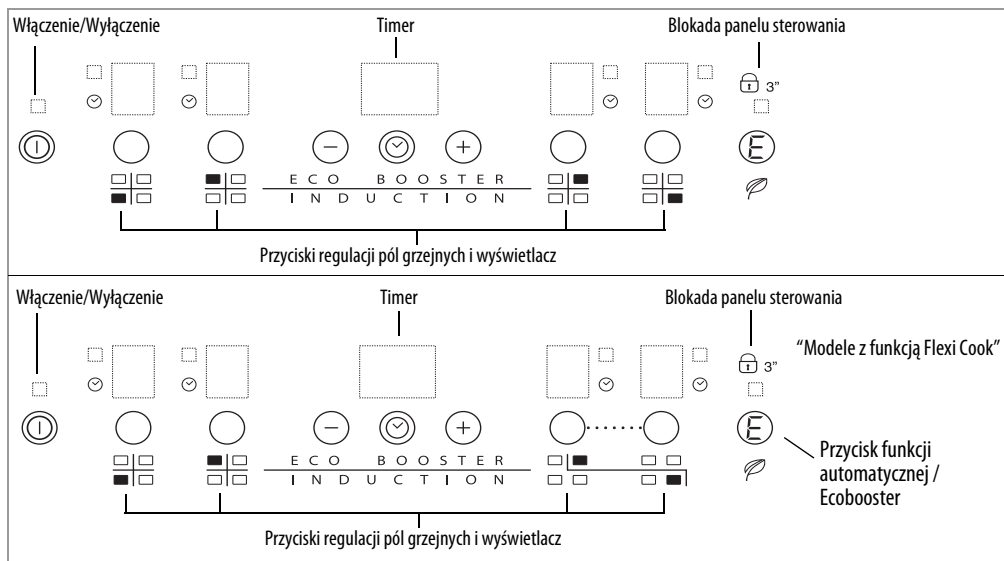 Włączenie/Wyłączenie
Timer
Blokada panelu sterowania
3”
E
E C O B O O S T E R
I N D U C T I O N
Przyciski regulacji pól grzejnych i wyświetlacz
Włączenie/Wyłączenie
Timer
Blokada panelu sterowania
“Modele z funkcją Flexi Cook”
3”
E
E C O B O O S T E R
I N D U C T I O N
Przycisk funkcji
automatycznej /
Ecobooster
Przyciski regulacji pól grzejnych i wyświetlacz